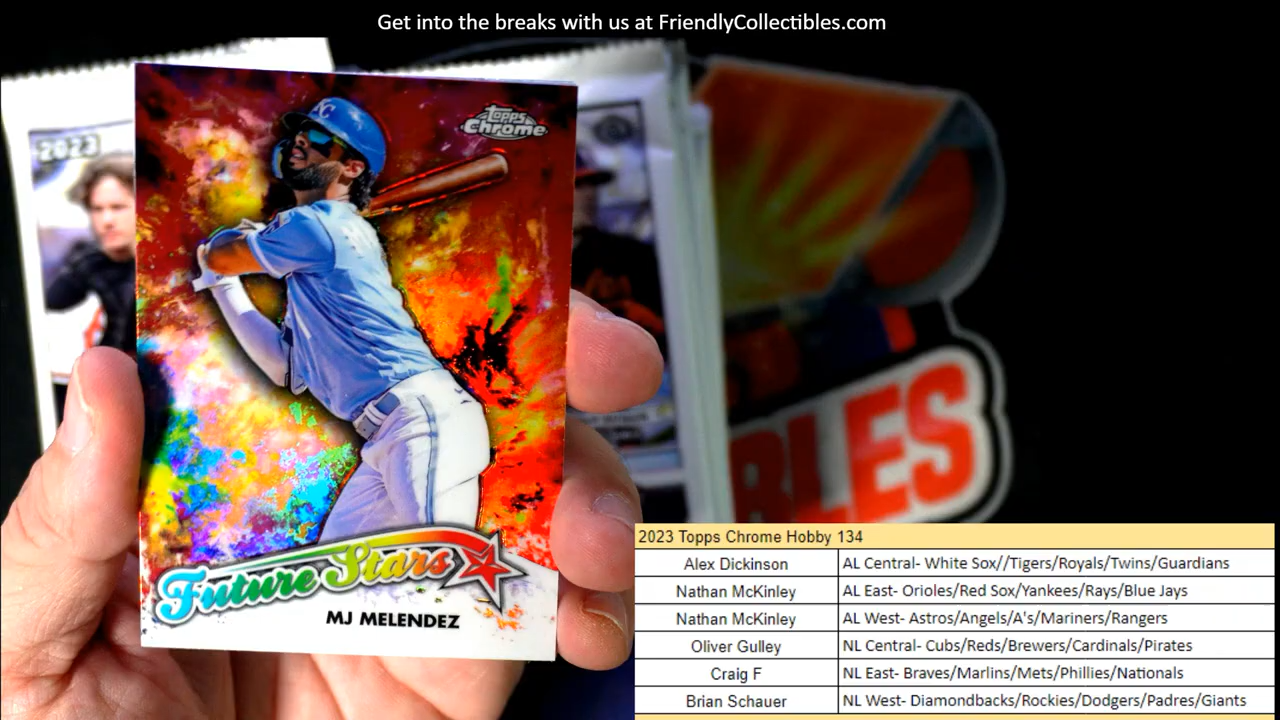 Get into the breaks with us at FriendlyCollectibles.com
2023
KC
topps
Chrome
Future Stars
MJ MELENDEZ
BLES
2023 Topps Chrome Hobby 134
Alex Dickinson AL Central- White Sox//Tigers/Royals/Twins/Guardians
Nathan McKinley AL East- Orioles/Red Sox/Yankees/Rays/Blue Jays
Nathan McKinley AL West- Astros/Angels/A's/Mariners/Rangers
Oliver Gulley NL Central- Cubs/Reds/Brewers/Cardinals/Pirates
Craig F NL East- Braves/Marlins/Mets/Phillies/Nationals
Brian Schauer NL West- Diamondbacks/Rockies/Dodgers/Padres/Giants